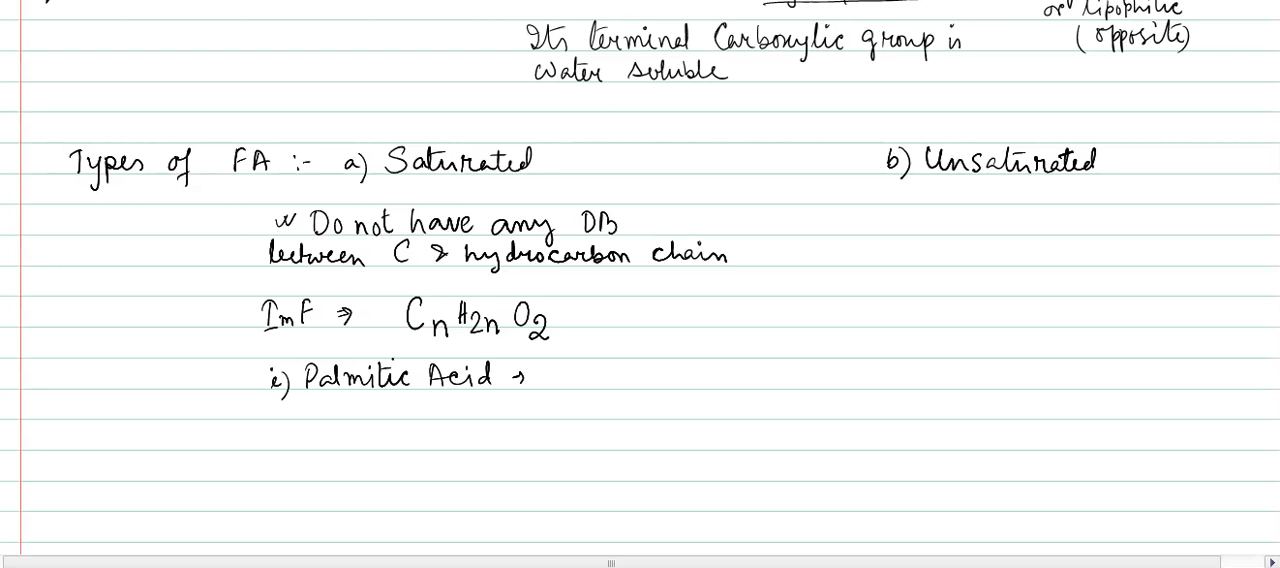 or lipophilic
Its terminal Carboxylic group is
(opposite)
water soluble
Types of FA :- a) Saturated
b) Unsaturated
Do not have any DB
between C & hydrocarbon chain
Imf ⇒ CnH2nO2
i) Palmitic Acid →